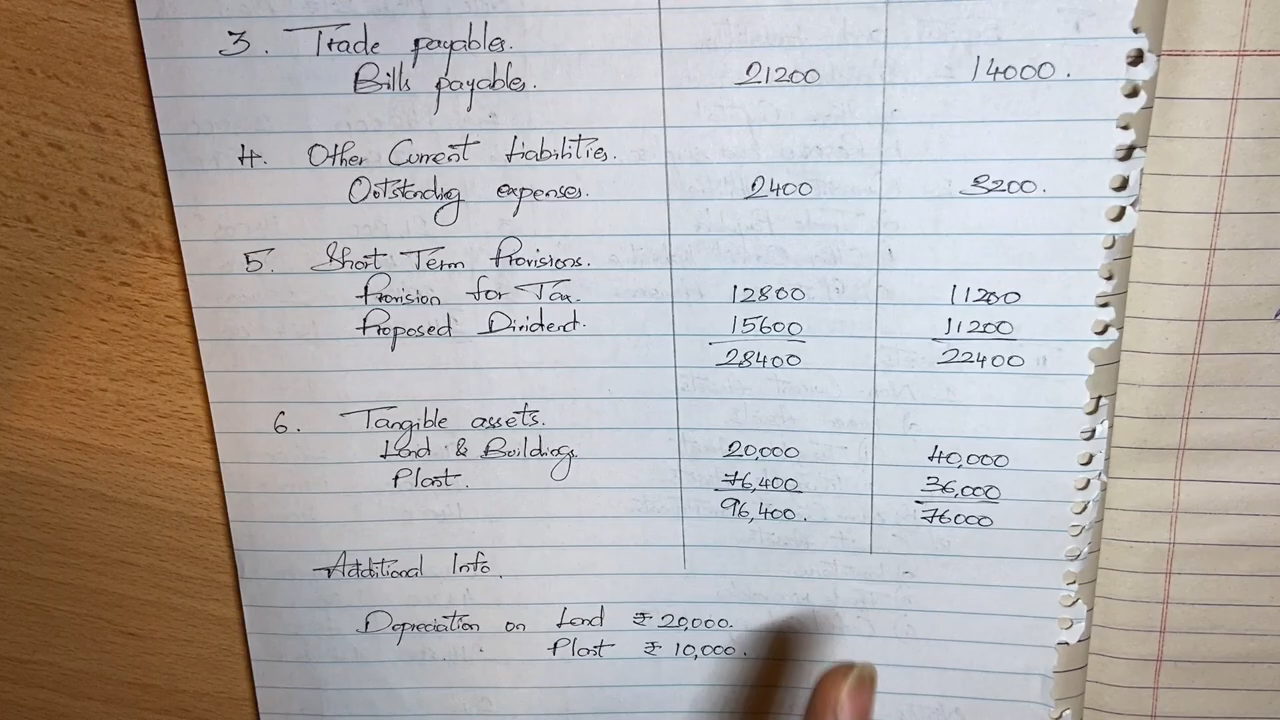 3. Trade payables.
Bills payable. 21200 14000.
4. Other Current Liabilities.
Outstanding expenses. 2400 3200.
5. Short Term Provisions.
Provision for Tax. 12800 11200
Proposed Dividend. 15600 11200
28400 22400
6. Tangible assets.
Land & Buildings 20,000 40,000
Plant. 76,400 36,000
96,400. 76000
Additional Info.
Depreciation on Land ₹ 20,000.
Plant ₹ 10,000.